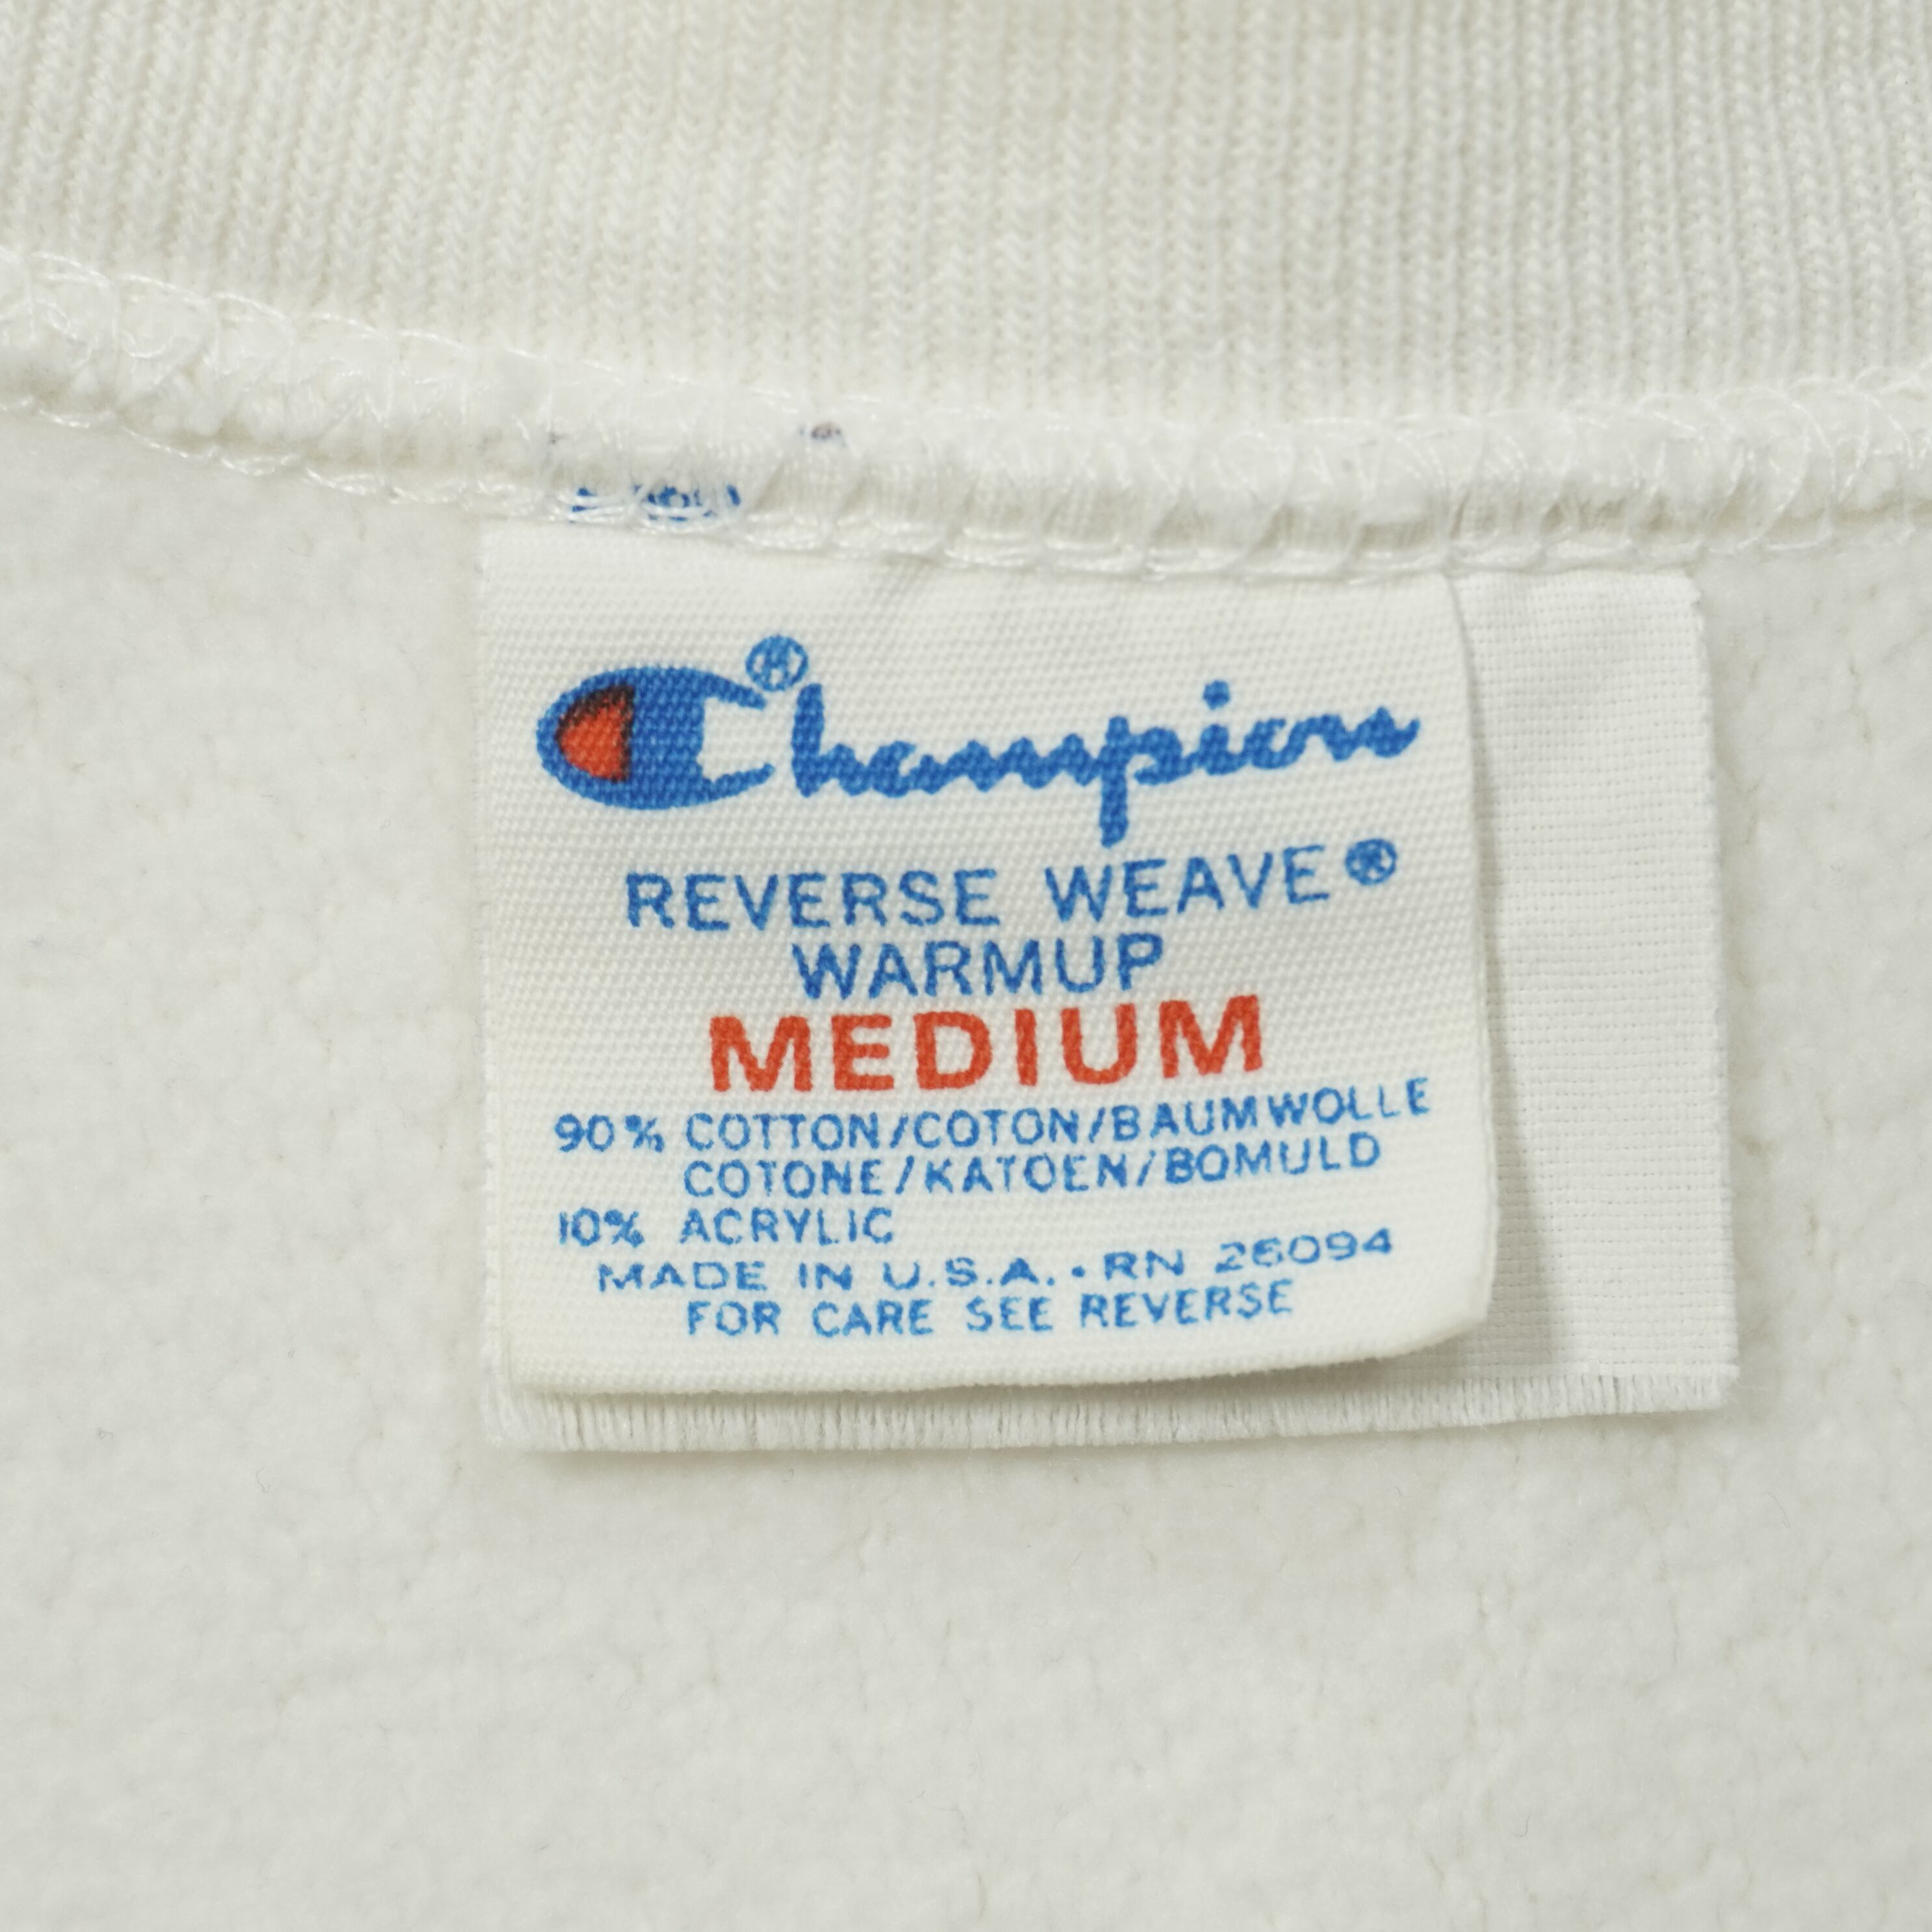 Champion®
REVERSE WEAVE®
WARMUP
MEDIUM
90% COTTON/COTON/BAUMWOLLE
COTONE/KATOEN/BOMULD
10% ACRYLIC
MADE IN U.S.A. • RN 26094
FOR CARE SEE REVERSE